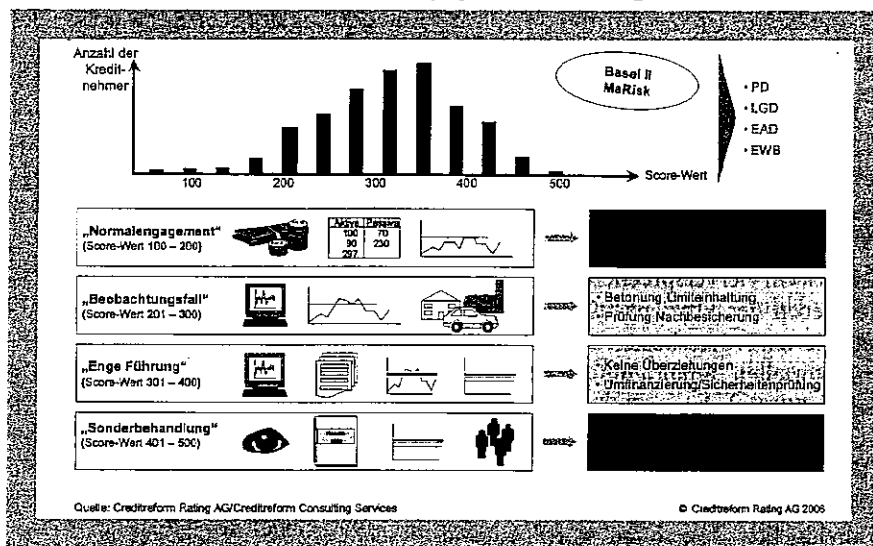 Anzahl der
Kredit-
nehmer
Basel II
MaRisk
• PD
• LGD
• EAD
• EWB
100
200
300
400
500
Score-Wert
„Normalengagement“
(Score-Wert 100 – 200)
Aktiva Passiva
100 70
90 230
297
„Beobachtungsfall“
(Score-Wert 201 – 300)
• Betonung Limiteinhaltung
• Prüfung Nachbesicherung
„Enge Führung“
(Score-Wert 301 – 400)
• Keine Überziehungen
• Umfinanzierung/Sicherheitenprüfung
„Sonderbehandlung“
(Score-Wert 401 – 500)
Quelle: Creditreform Rating AG/Creditreform Consulting Services
© Creditreform Rating AG 2006